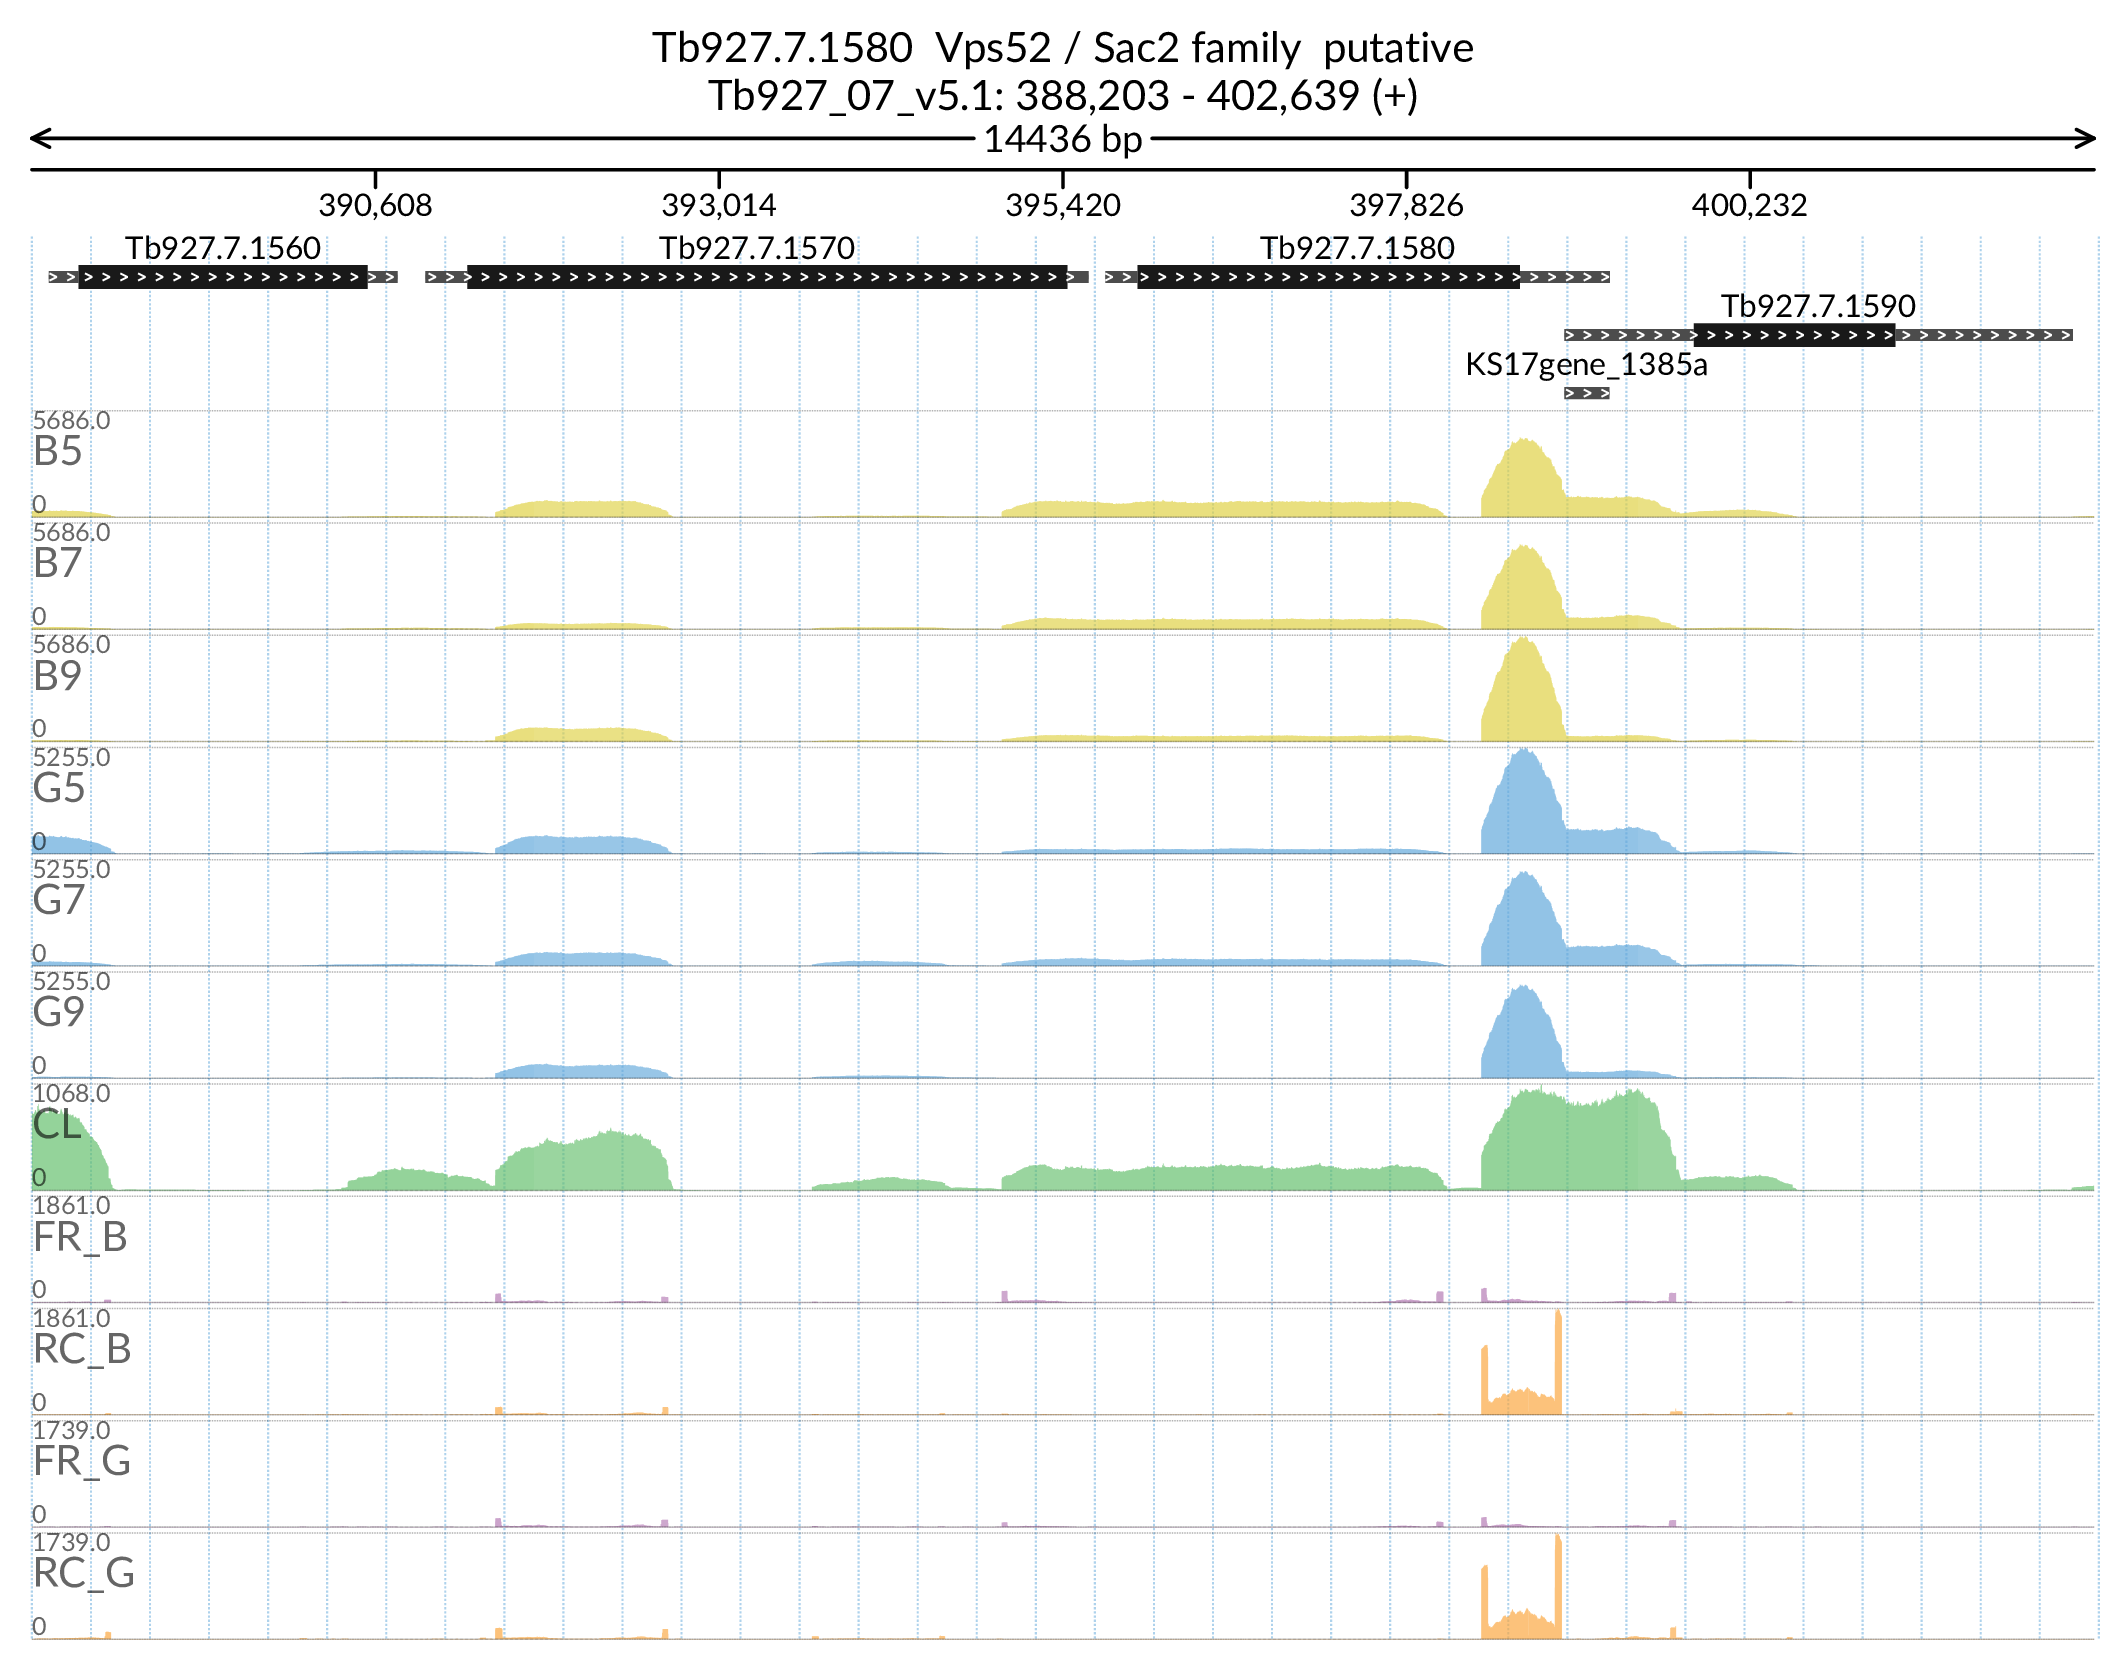 Tb927.7.1580  Vps52 / Sac2 family  putative
Tb927_07_v5.1: 388,203 - 402,639 (+)
14436 bp
390,608 393,014 395,420 397,826 400,232
Tb927.7.1560 Tb927.7.1570 Tb927.7.1580
Tb927.7.1590
KS17gene_1385a
5686.0
B5
0
5686.0
B7
0
5686.0
B9
0
5255.0
G5
0
5255.0
G7
0
5255.0
G9
0
1068.0
CL
0
1861.0
FR_B
0
1861.0
RC_B
0
1739.0
FR_G
0
1739.0
RC_G
0